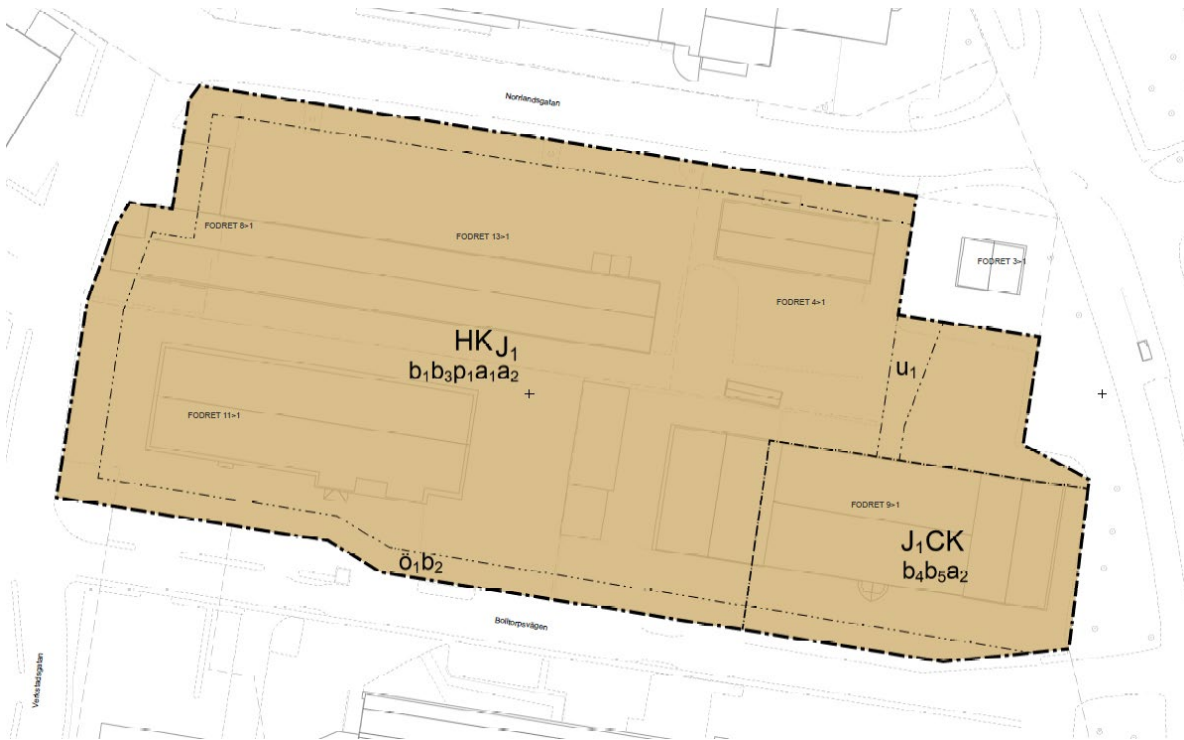 Norrlandsgatan
FODRET 8>1
FODRET 13>1
FODRET 3>1
FODRET 4>1
HKJ₁
b₁b₃p₁a₁a₂
u₁
FODRET 11>1
FODRET 9>1
J₁CK
b₄b₅a₂
ö₁b₂
Bolltorpsvägen
Verkstadsgatan